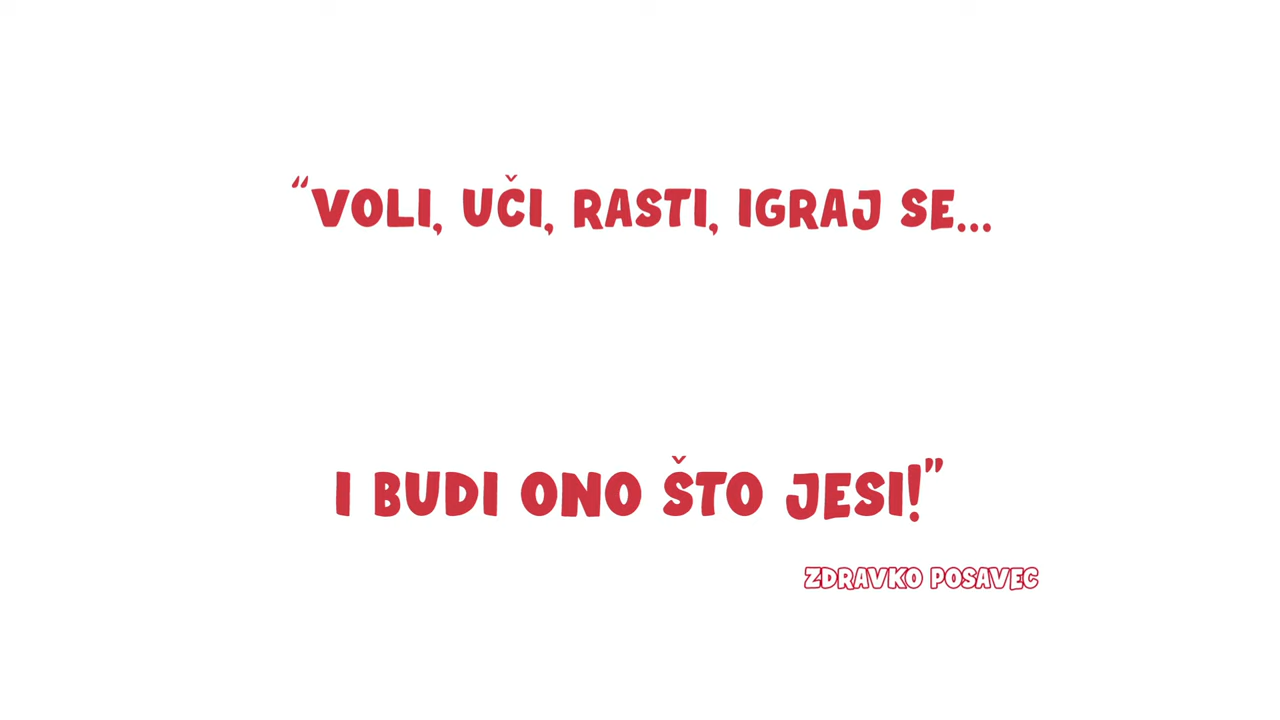 “VOLI, UČI, RASTI, IGRAJ SE...
I BUDI ONO ŠTO JESI!”
ZDRAVKO POSAVEC